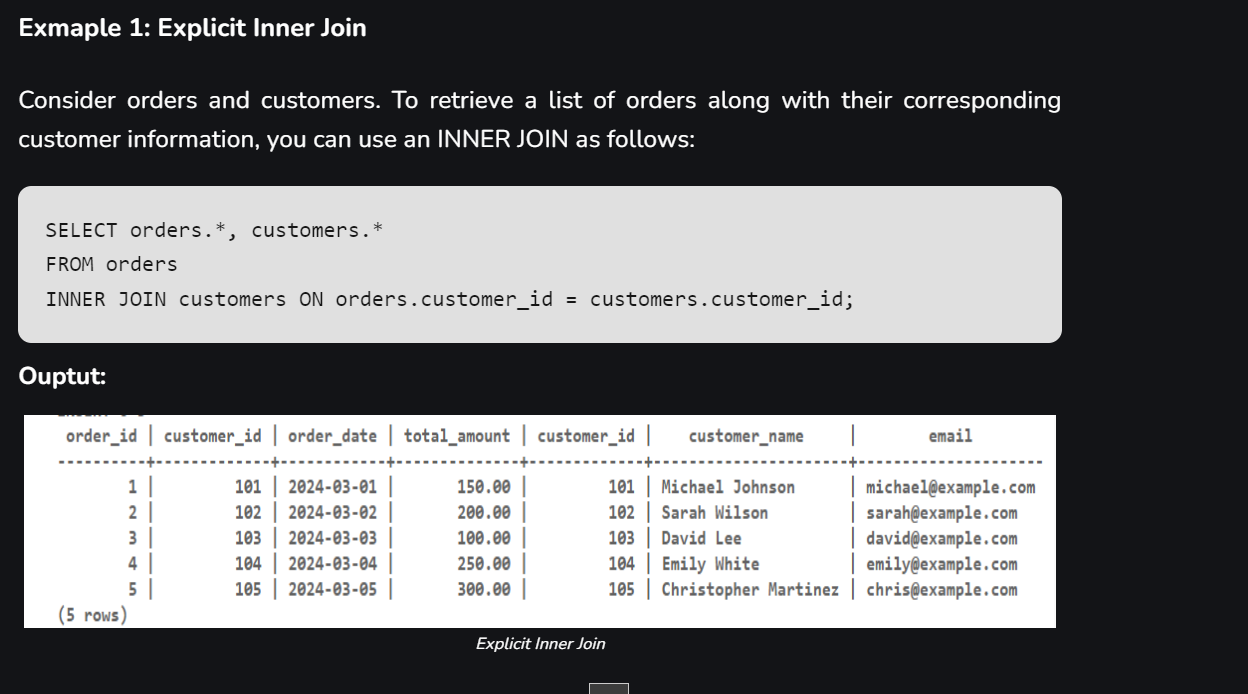 Exmaple 1: Explicit Inner Join
Consider orders and customers. To retrieve a list of orders along with their corresponding
customer information, you can use an INNER JOIN as follows:
SELECT orders.*, customers.*
FROM orders
INNER JOIN customers ON orders.customer_id = customers.customer_id;
Ouptut:
order_id | customer_id | order_date | total_amount | customer_id | customer_name | email
----------+-------------+------------+--------------+-------------+----------------------+---------------------
1 | 101 | 2024-03-01 | 150.00 | 101 | Michael Johnson | michael@example.com
2 | 102 | 2024-03-02 | 200.00 | 102 | Sarah Wilson | sarah@example.com
3 | 103 | 2024-03-03 | 100.00 | 103 | David Lee | david@example.com
4 | 104 | 2024-03-04 | 250.00 | 104 | Emily White | emily@example.com
5 | 105 | 2024-03-05 | 300.00 | 105 | Christopher Martinez | chris@example.com
(5 rows)
Explicit Inner Join